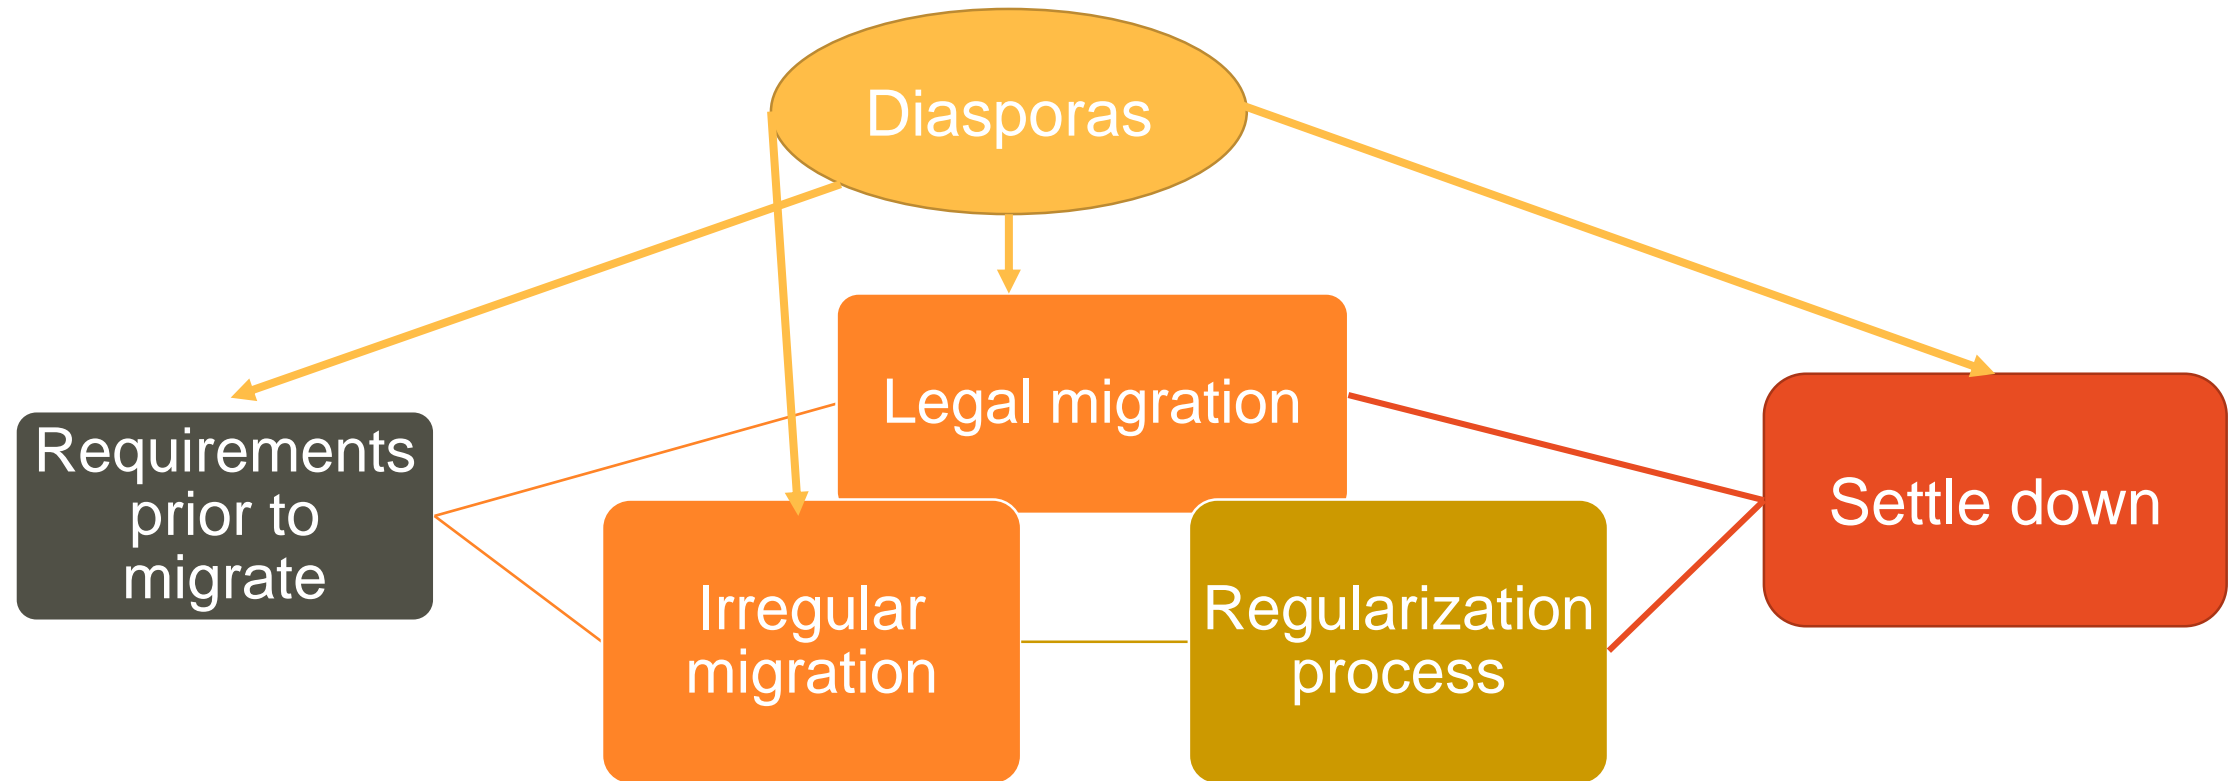 Diasporas
Legal migration
Requirements
prior to
migrate
Settle down
Irregular
migration
Regularization
process